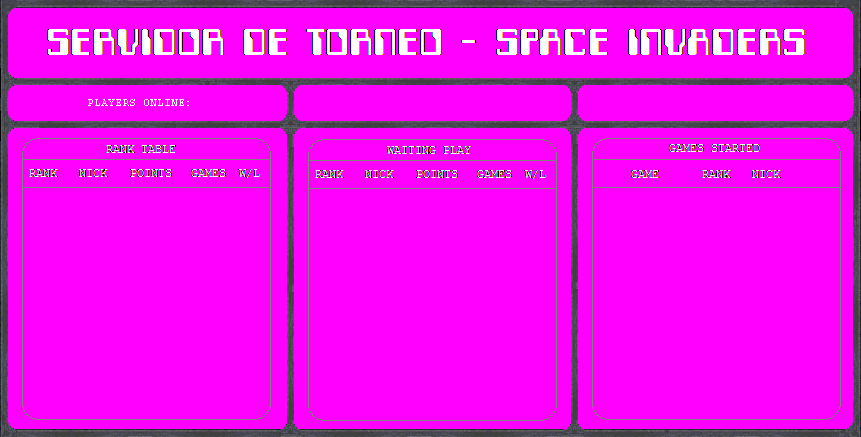 SERVIDOR DE TORNEO - SPACE INVADERS
PLAYERS ONLINE:
RANK TABLE
RANK NICK POINTS GAMES W/L
WAITING PLAY
RANK NICK POINTS GAMES W/L
GAMES STARTED
GAME RANK NICK